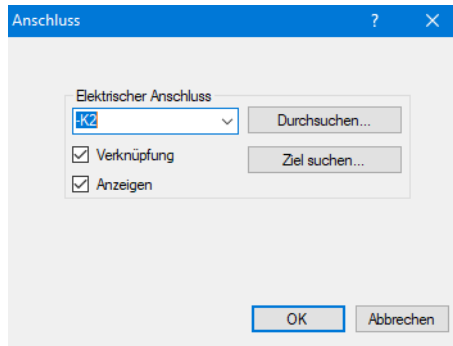 Anschluss
Elektrischer Anschluss
-K2
Durchsuchen...
Verknüpfung
Ziel suchen...
Anzeigen
OK
Abbrechen